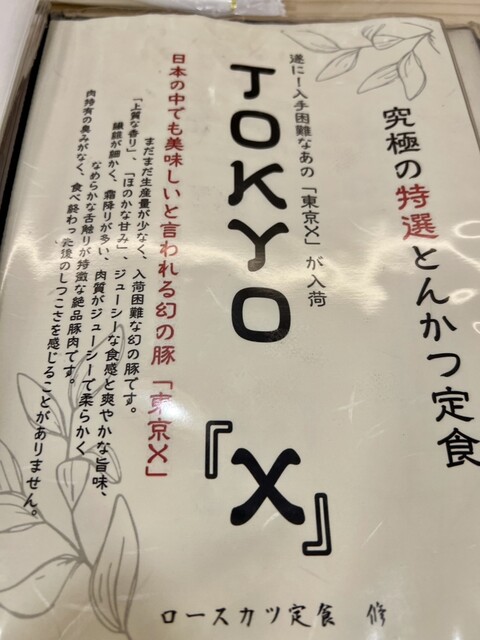 究極の特選とんかつ定食
遂に!入手困難なあの「東京X」が入荷
TOKYO『X』
日本の中でも美味しいと言われる幻の豚「東京X」
まだまだ生産量が少なく、入荷困難な幻の豚です。
「上質な香り」、「ほのかな甘み」、ジューシーな食感と爽やかな旨味、
繊維が細かく、霜降りが多い、肉質がジューシーで柔らかく
なめらかな舌触りが特徴な絶品豚肉です。
肉特有の臭みがなく、食べ終わった後のしつこさを感じることがありません。
ロースカツ定食 修